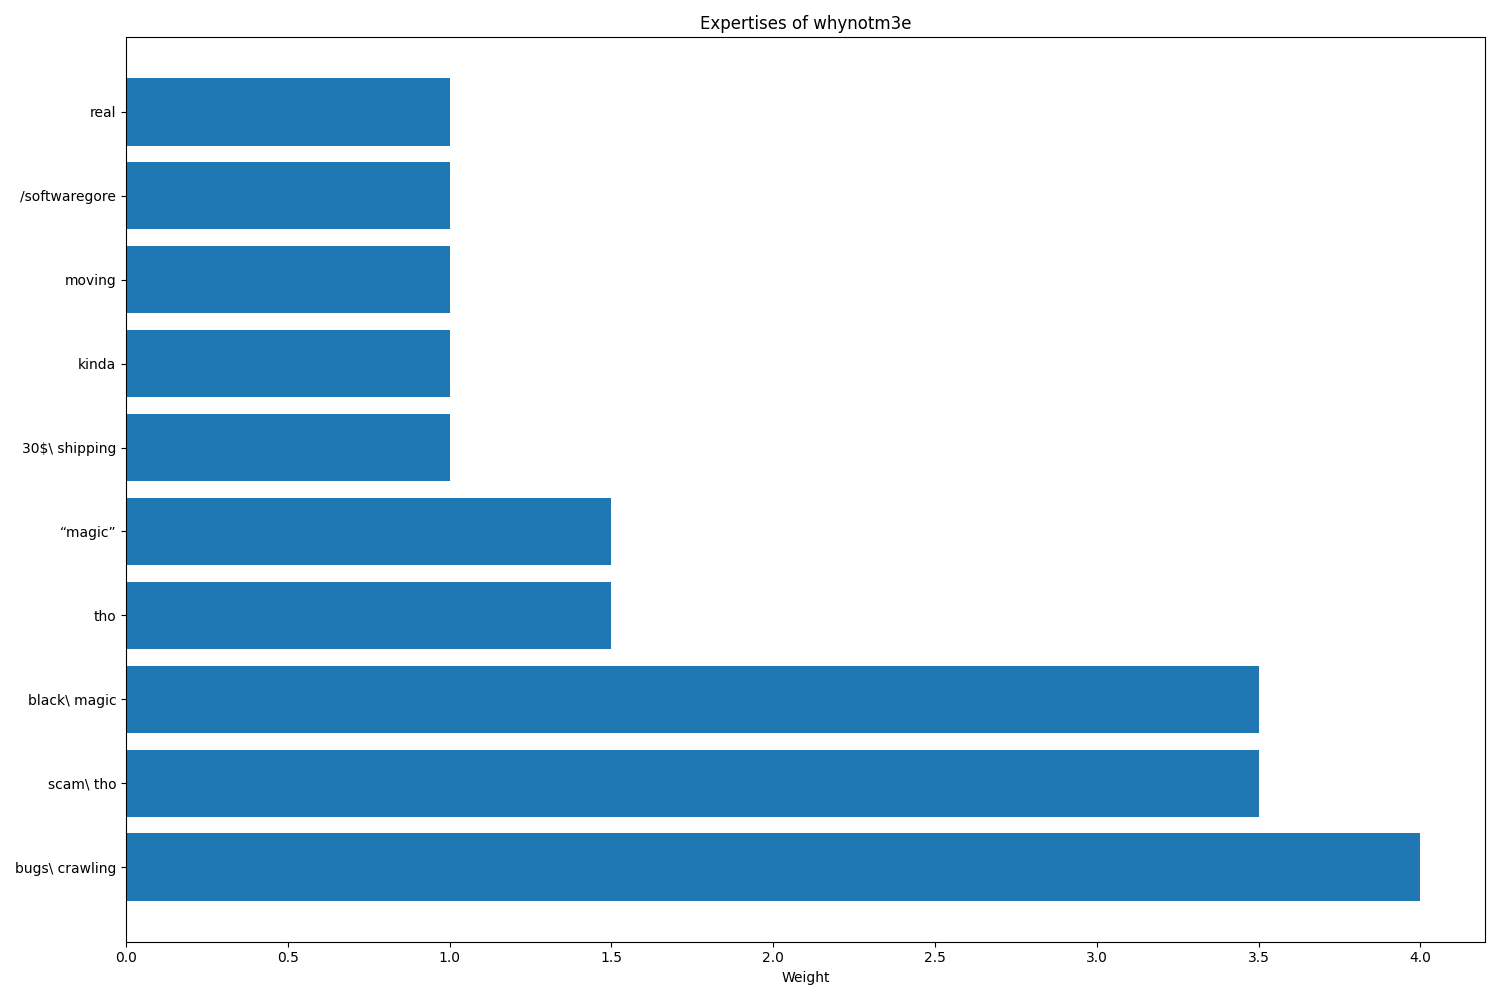 Expertises of whynotm3e
real
/softwaregore
moving
kinda
30$\ shipping
“magic”
tho
black\ magic
scam\ tho
bugs\ crawling
0.0 0.5 1.0 1.5 2.0 2.5 3.0 3.5 4.0
Weight